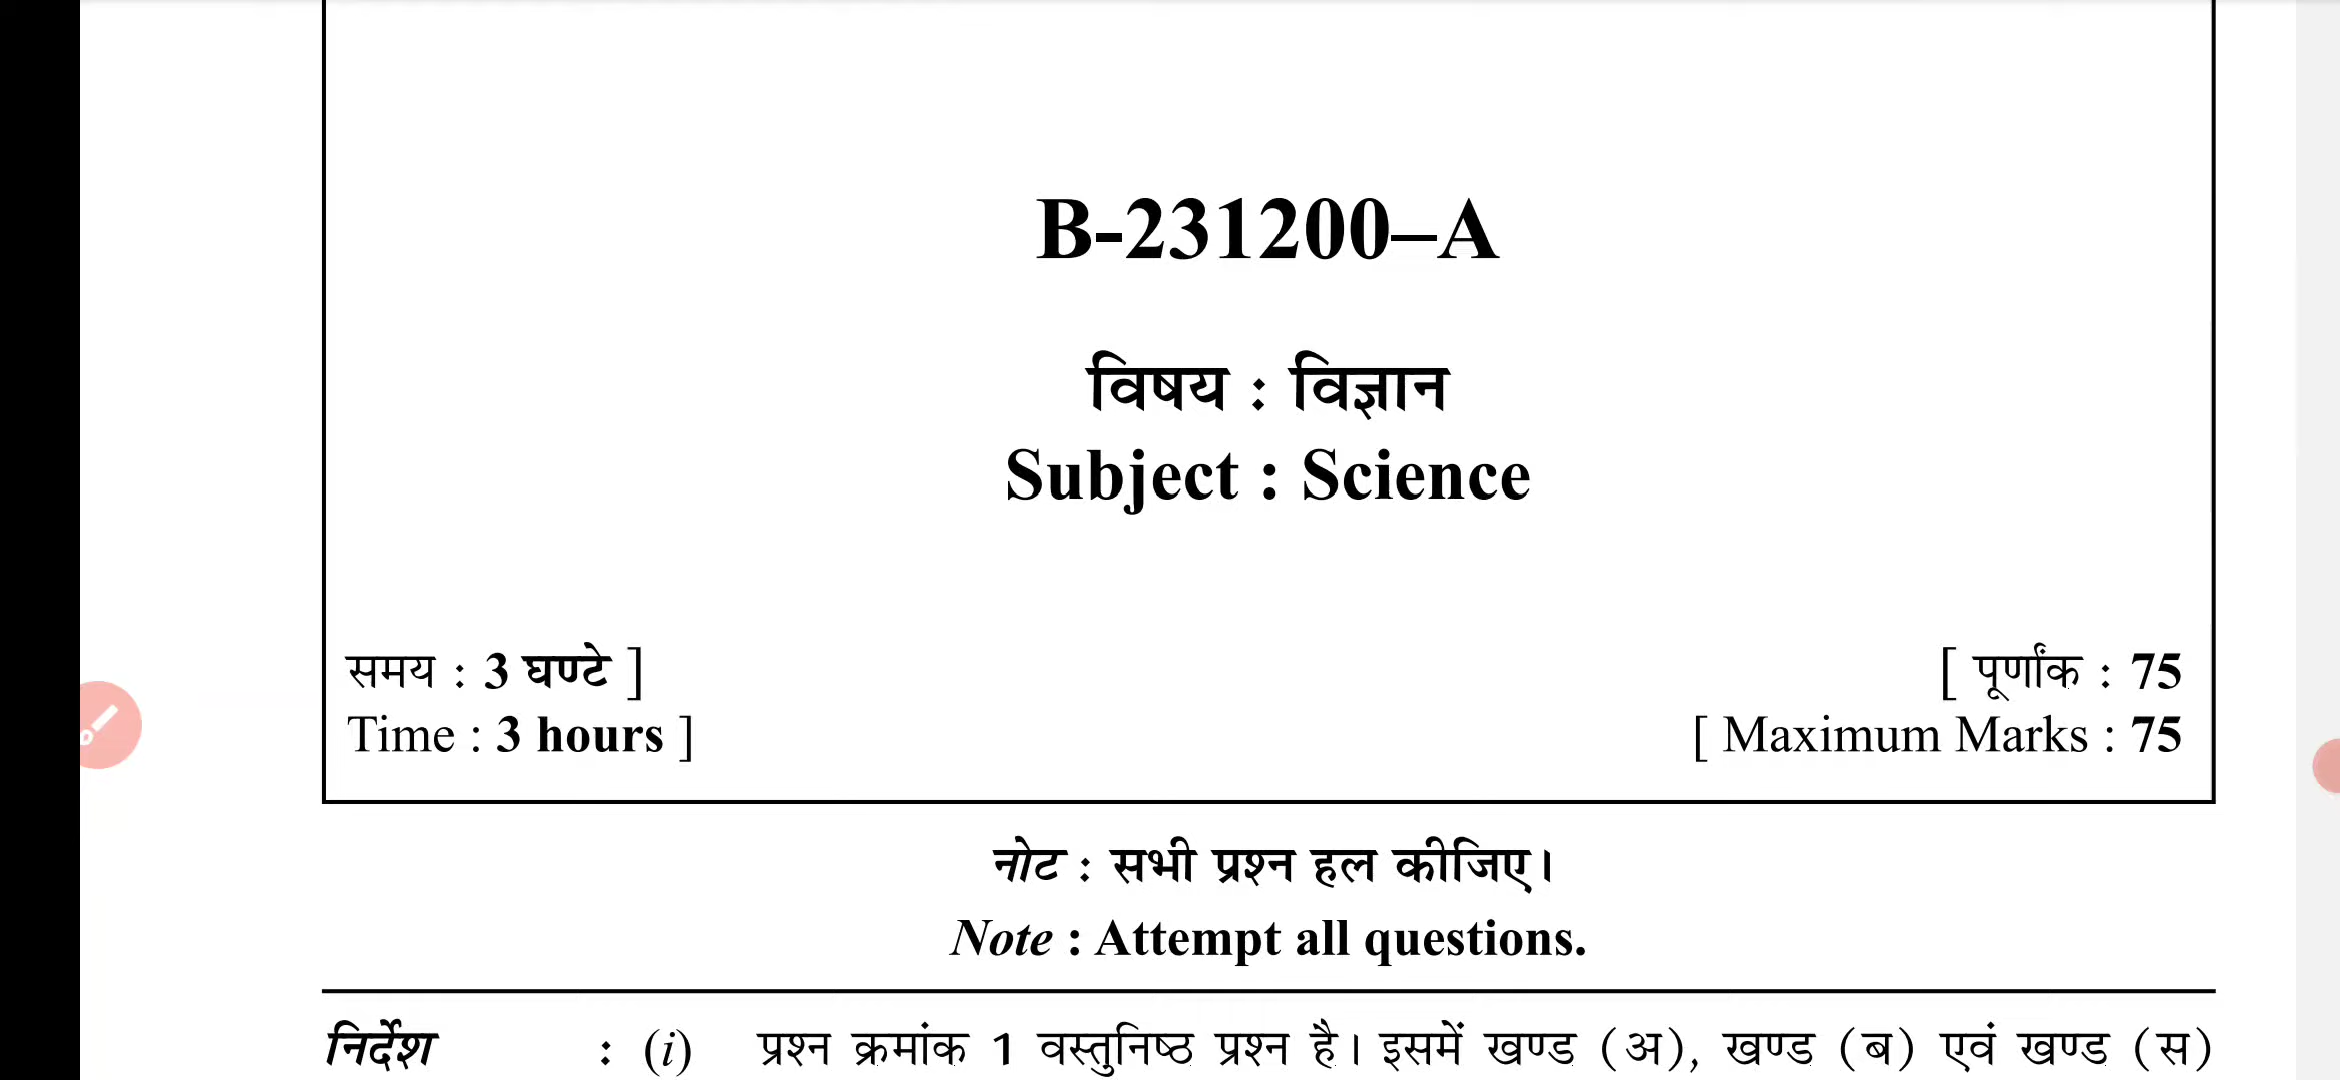 B-231200–A
विषय : विज्ञान
Subject : Science
समय : 3 घण्टे ] [ पूर्णांक : 75
Time : 3 hours ] [ Maximum Marks : 75
नोट : सभी प्रश्न हल कीजिए।
Note : Attempt all questions.
निर्देश : (i) प्रश्न क्रमांक 1 वस्तुनिष्ठ प्रश्न है। इसमें खण्ड (अ), खण्ड (ब) एवं खण्ड (स)